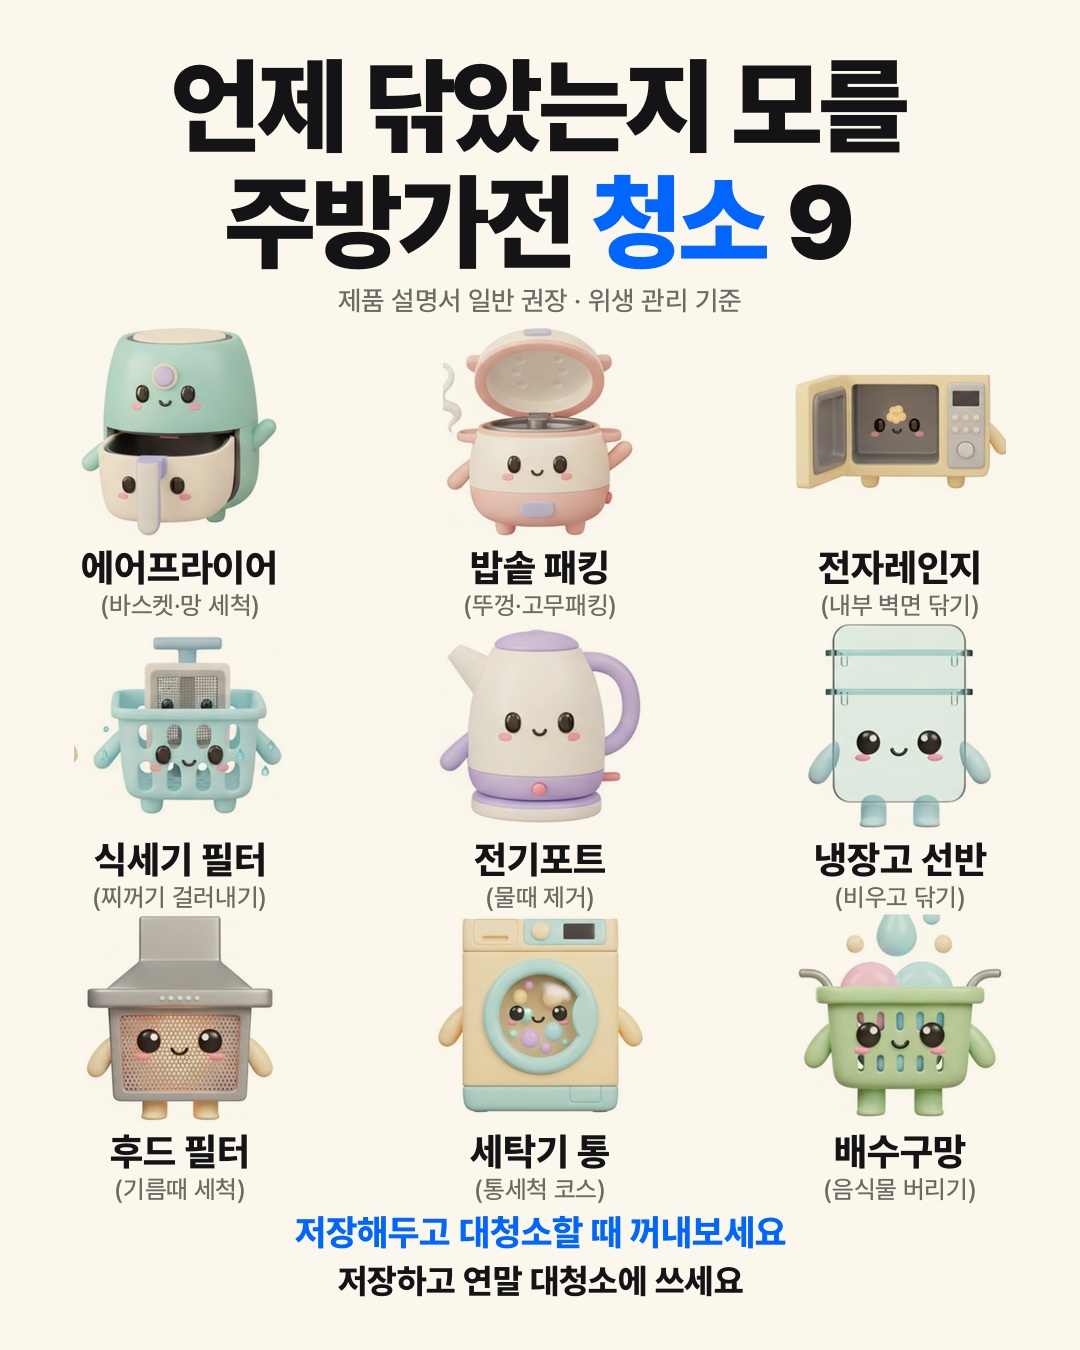 언제 닦았는지 모를
주방가전 청소 9
제품 설명서 일반 권장 · 위생 관리 기준
에어프라이어
(바스켓·망 세척)
밥솥 패킹
(뚜껑·고무패킹)
전자레인지
(내부 벽면 닦기)
식세기 필터
(찌꺼기 걸러내기)
전기포트
(물때 제거)
냉장고 선반
(비우고 닦기)
후드 필터
(기름때 세척)
세탁기 통
(통세척 코스)
배수구망
(음식물 버리기)
저장해두고 대청소할 때 꺼내보세요
저장하고 연말 대청소에 쓰세요